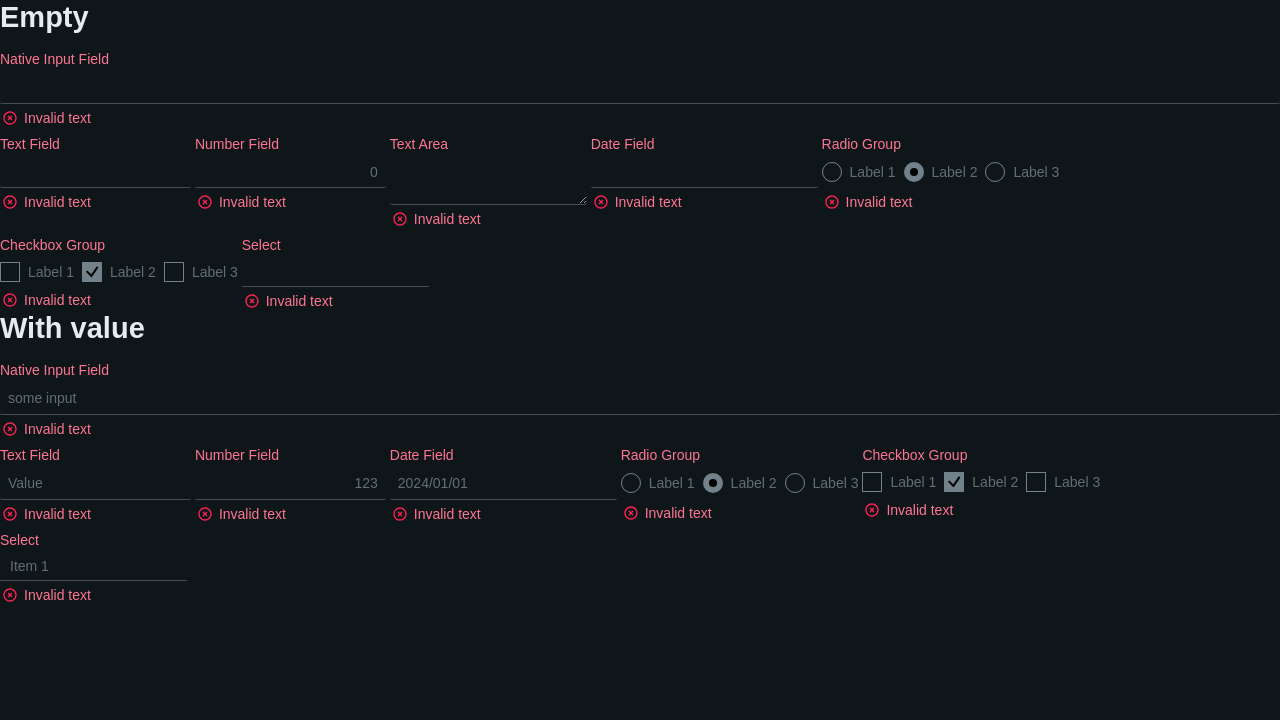 Empty
Native Input Field
Invalid text
Text Field Number Field Text Area Date Field Radio Group
0 Label 1 Label 2 Label 3
Invalid text Invalid text Invalid text Invalid text
Invalid text
Checkbox Group Select
Label 1 Label 2 Label 3
Invalid text Invalid text
With value
Native Input Field
some input
Invalid text
Text Field Number Field Date Field Radio Group Checkbox Group
Value 123 2024/01/01 Label 1 Label 2 Label 3 Label 1 Label 2 Label 3
Invalid text Invalid text Invalid text Invalid text Invalid text
Select
Item 1
Invalid text